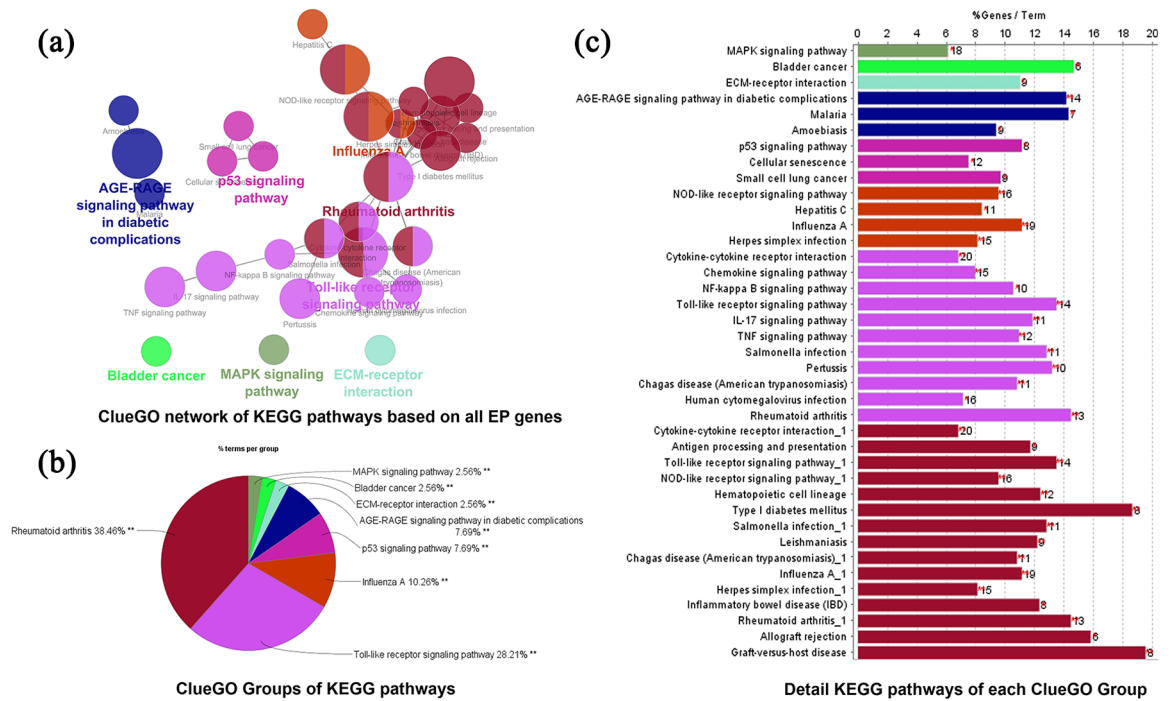 (a)
Hepatitis C
NOD-like receptor signaling pathway
Amoebiasis
Small cell lung cancer
p53 signaling
pathway
AGE-RAGE
signaling pathway
in diabetic
complications
Malaria
Influenza A
Type I diabetes mellitus
Rheumatoid arthritis
Cytokine-cytokine receptor
interaction
Salmonella infection
NF-kappa B signaling pathway
Chagas disease (American
trypanosomiasis)
IL-17 signaling pathway
Toll-like receptor
signaling pathway
TNF signaling pathway
Chemokine signaling pathway
Pertussis
Bladder cancer
MAPK signaling
pathway
ECM-receptor
interaction
ClueGO network of KEGG pathways based on all EP genes
(b)
% terms per group
MAPK signaling pathway 2.56% **
Bladder cancer 2.56% **
ECM-receptor interaction 2.56% **
AGE-RAGE signaling pathway in diabetic complications
7.69% **
p53 signaling pathway 7.69% **
Influenza A 10.26% **
Toll-like receptor signaling pathway 28.21% **
Rheumatoid arthritis 38.46% **
ClueGO Groups of KEGG pathways
(c)
%Genes / Term
0 2 4 6 8 10 12 14 16 18 20
MAPK signaling pathway **18
Bladder cancer 6
ECM-receptor interaction 9
AGE-RAGE signaling pathway in diabetic complications **14
Malaria 7
Amoebiasis 9
p53 signaling pathway 8
Cellular senescence **12
Small cell lung cancer 9
NOD-like receptor signaling pathway **16
Hepatitis C **11
Influenza A **19
Herpes simplex infection **15
Cytokine-cytokine receptor interaction **20
Chemokine signaling pathway **15
NF-kappa B signaling pathway **10
Toll-like receptor signaling pathway **14
IL-17 signaling pathway **11
TNF signaling pathway **12
Salmonella infection **11
Pertussis **10
Chagas disease (American trypanosomiasis) **11
Human cytomegalovirus infection **16
Rheumatoid arthritis **13
Cytokine-cytokine receptor interaction_1 **20
Antigen processing and presentation 9
Toll-like receptor signaling pathway_1 **14
NOD-like receptor signaling pathway_1 **16
Hematopoietic cell lineage **12
Type I diabetes mellitus 8
Salmonella infection_1 **11
Leishmaniasis 9
Chagas disease (American trypanosomiasis)_1 **11
Influenza A_1 **19
Herpes simplex infection_1 **15
Inflammatory bowel disease (IBD) 8
Rheumatoid arthritis_1 **13
Allograft rejection 6
Graft-versus-host disease 8
Detail KEGG pathways of each ClueGO Group